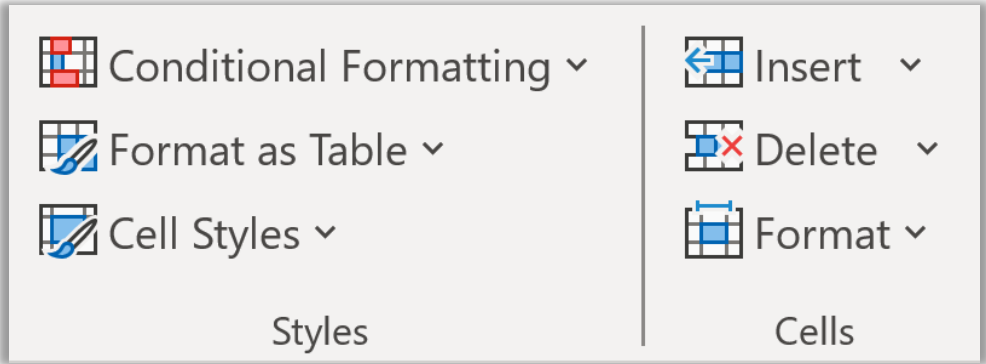 Conditional Formatting
Format as Table
Cell Styles
Styles
Insert
Delete
Format
Cells